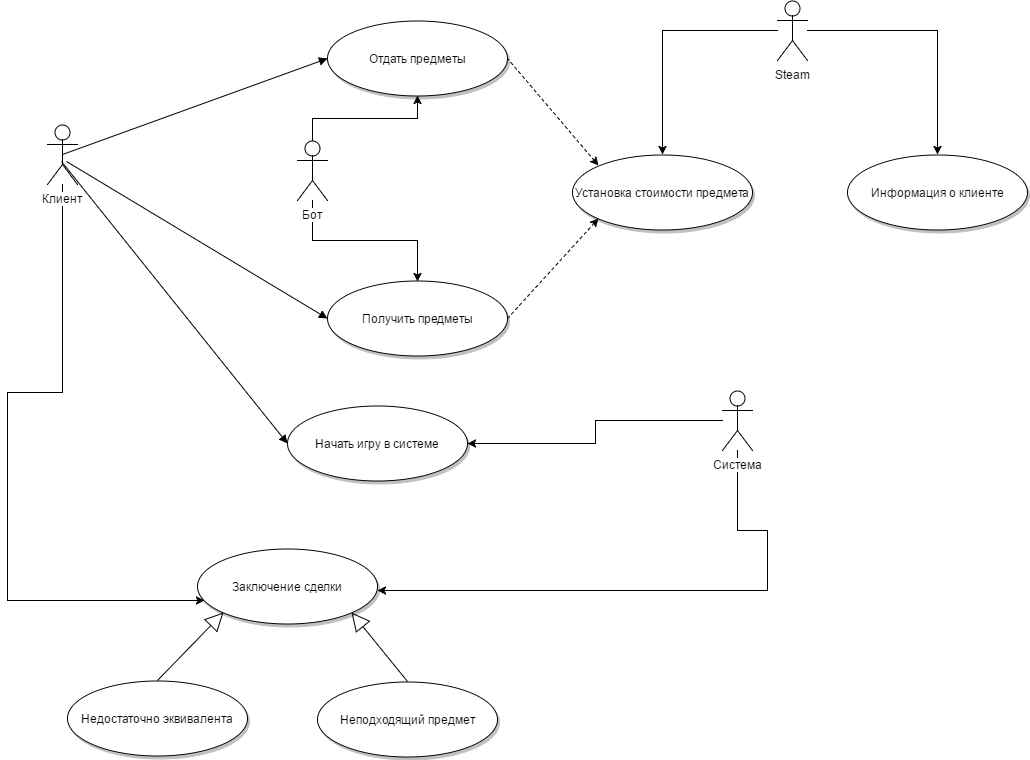 Отдать предметы
Steam
Клиент
Бот
Установка стоимости предмета
Информация о клиенте
Получить предметы
Начать игру в системе
Система
Заключение сделки
Недостаточно эквивалента
Неподходящий предмет